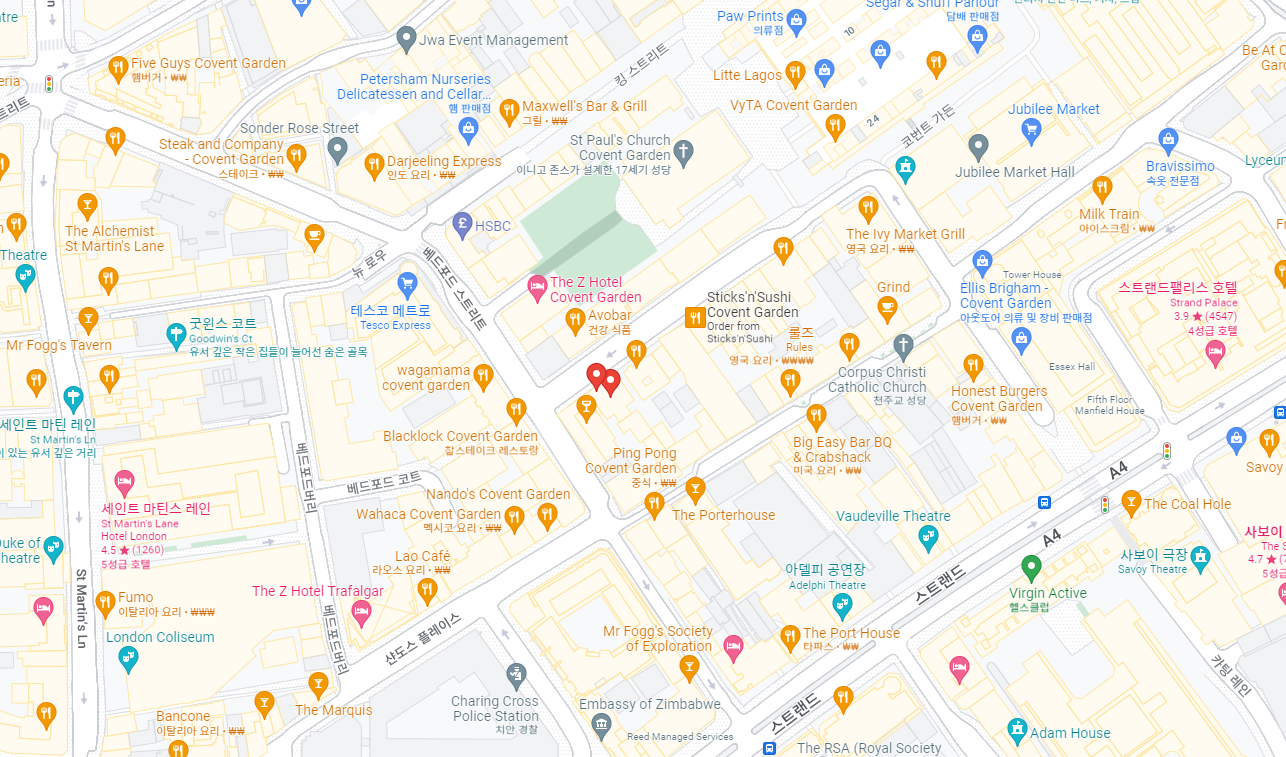 Segar & Snuff Parlour
담배 판매점
Paw Prints
의류점
10
Jwa Event Management
Five Guys Covent Garden
햄버거 • ₩₩
킹 스트리트
Litte Lagos
Petersham Nurseries
Delicatessen and Cellar...
햄 판매점
VyTA Covent Garden
24
Maxwell's Bar & Grill
그릴 • ₩₩
코번트 가든
Jubilee Market
Sonder Rose Street
Steak and Company
- Covent Garden
스테이크 • ₩₩
St Paul's Church
Covent Garden
이니고 존스가 설계한 17세기 성당
Darjeeling Express
인도 요리 • ₩₩
Jubilee Market Hall
Bravissimo
속옷 전문점
Milk Train
아이스크림 • ₩₩
The Alchemist
St Martin's Lane
HSBC
The Ivy Market Grill
영국 요리 • ₩₩
Theatre
뉴 로우
베드포드 스트리트
Tower House
Ellis Brigham -
Covent Garden
아웃도어 의류 및 장비 판매점
The Z Hotel
Covent Garden
Grind
스트랜드팰리스 호텔
Strand Palace
3.9 ★ (4547)
4성급 호텔
Sticks'n'Sushi
Covent Garden
Order from
Sticks'n'Sushi
테스코 메트로
Tesco Express
Avobar
건강 식품
굿윈스 코트
Goodwin's Ct
유서 깊은 작은 집들이 늘어선 숨은 골목
Mr Fogg's Tavern
룰즈
Rules
영국 요리 • ₩₩₩₩
Essex Hall
wagamama
covent garden
Corpus Christi
Catholic Church
천주교 성당
Honest Burgers
Covent Garden
햄버거 • ₩₩
Fifth Floor
Manfield House
세인트 마틴 레인
St Martin's Ln
있는 유서 깊은 거리
Blacklock Covent Garden
찹스테이크 레스토랑
Big Easy Bar BQ
& Crabshack
미국 요리 • ₩₩
Ping Pong
Covent Garden
중식 • ₩₩
Savoy
A4
베드포드버리
베드포드 코트
Nando's Covent Garden
Wahaca Covent Garden
멕시코 요리 • ₩₩
The Porterhouse
세인트 마틴스 레인
St Martin's Lane
Hotel London
4.5 ★ (1260)
5성급 호텔
Vaudeville Theatre
The Coal Hole
A4
Duke of
Lao Café
라오스 요리 • ₩₩
아델피 공연장
Adelphi Theatre
스트랜드
사보이 극장
Savoy Theatre
사보이
4.7
Virgin Active
헬스클럽
St Martin's Ln
Fumo
이탈리아 요리 • ₩₩₩
The Z Hotel Trafalgar
베드포드버리
산도스 플레이스
London Coliseum
Mr Fogg's Society
of Exploration
The Port House
타파스 • ₩₩
카팅 레인
Charing Cross
Police Station
치안 경찰
Embassy of Zimbabwe
스트랜드
The Marquis
Bancone
이탈리아 요리 • ₩₩
Reed Managed Services
Adam House
The RSA (Royal Society